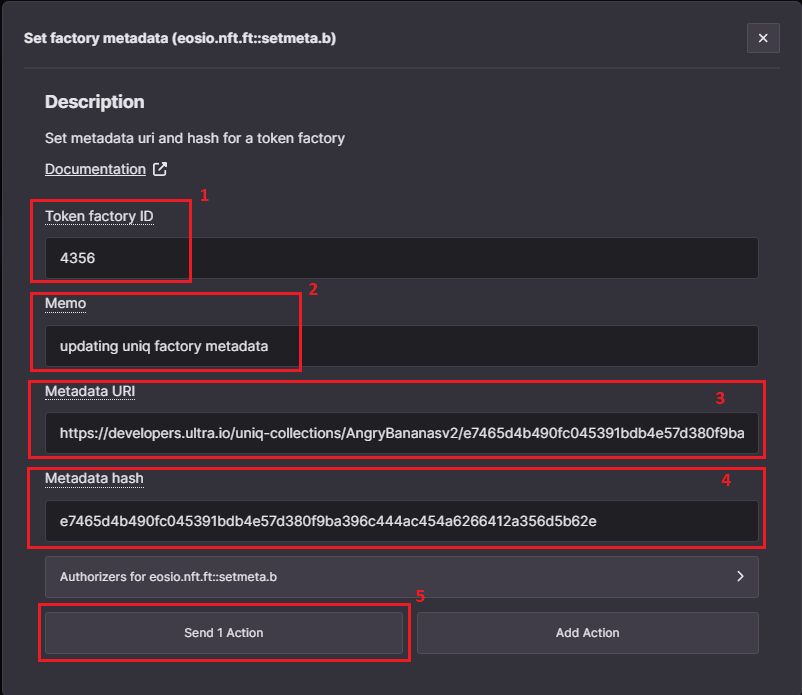 Set factory metadata (eosio.nft.ft::setmeta.b)
Description
Set metadata uri and hash for a token factory
Documentation
1
Token factory ID
4356
2
Memo
updating uniq factory metadata
Metadata URI
3
https://developers.ultra.io/uniq-collections/AngryBananasv2/e7465d4b490fc045391bdb4e57d380f9ba
Metadata hash
4
e7465d4b490fc045391bdb4e57d380f9ba396c444ac454a6266412a356d5b62e
Authorizers for eosio.nft.ft::setmeta.b
5
Send 1 Action
Add Action